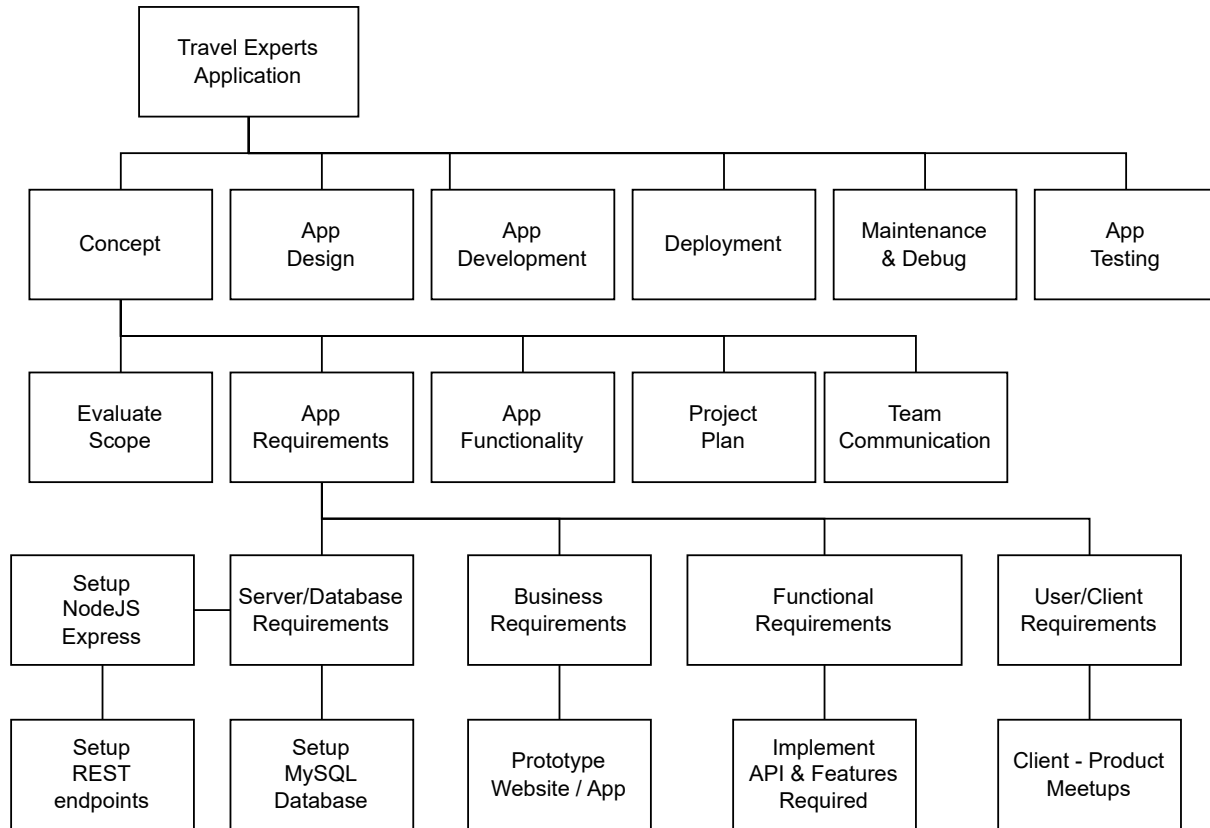 Travel Experts
Application
Concept
App
Design
App
Development
Deployment
Maintenance
& Debug
App
Testing
Evaluate
Scope
App
Requirements
App
Functionality
Project
Plan
Team
Communication
Setup
NodeJS
Express
Server/Database
Requirements
Business
Requirements
Functional
Requirements
User/Client
Requirements
Setup
REST
endpoints
Setup
MySQL
Database
Prototype
Website / App
Implement
API & Features
Required
Client - Product
Meetups